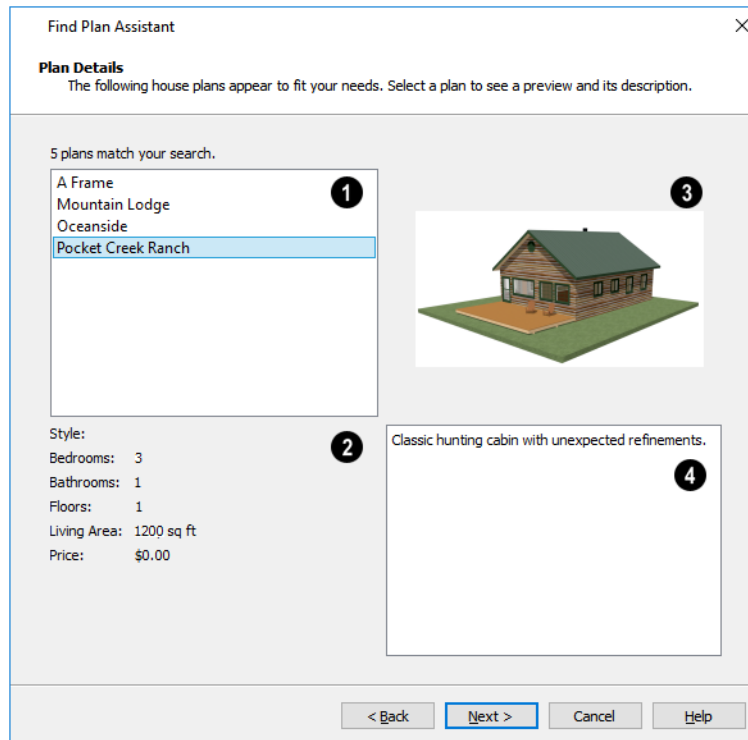 Find Plan Assistant
Plan Details
The following house plans appear to fit your needs. Select a plan to see a preview and its description.
5 plans match your search.
A Frame
Mountain Lodge
Oceanside
Pocket Creek Ranch
1
3
Style:
Bedrooms: 3
Bathrooms: 1
Floors: 1
Living Area: 1200 sq ft
Price: $0.00
2
Classic hunting cabin with unexpected refinements.
4
< Back
Next >
Cancel
Help